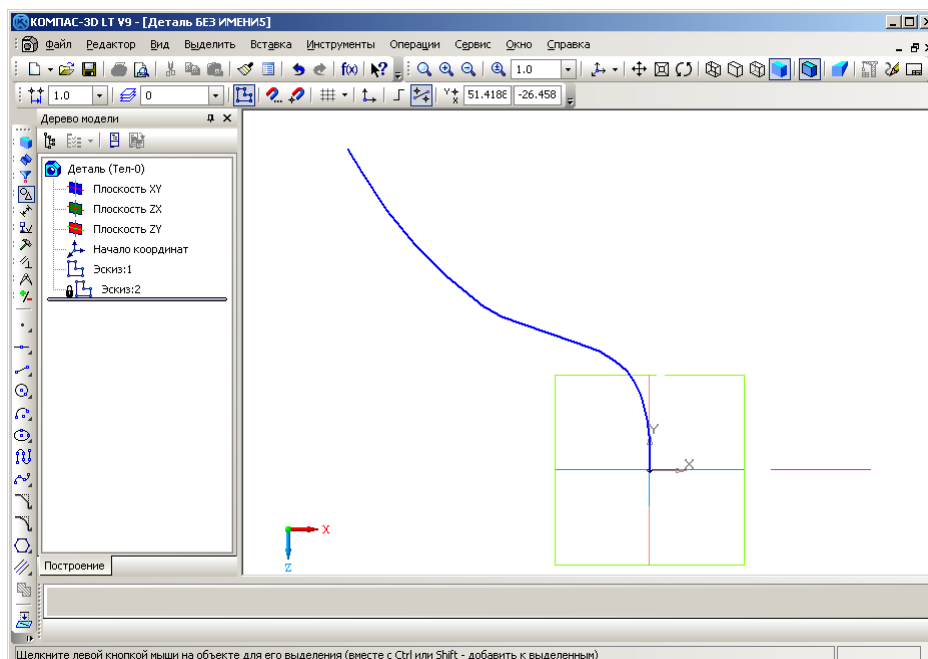 КОМПАС-3D LT V9 - [Деталь БЕЗ ИМЕНИ5]
Файл Редактор Вид Выделить Вставка Инструменты Операции Сервис Окно Справка
f(x) 1.0
1.0 0 Y X 51.418 -26.458
Дерево модели
Деталь (Тел-0)
Плоскость XY
Плоскость ZX
Плоскость ZY
Начало координат
Эскиз:1
Эскиз:2
Y
X
X
Z
Построение
Щелкните левой кнопкой мыши на объекте для его выделения (вместе с Ctrl или Shift - добавить к выделенным)